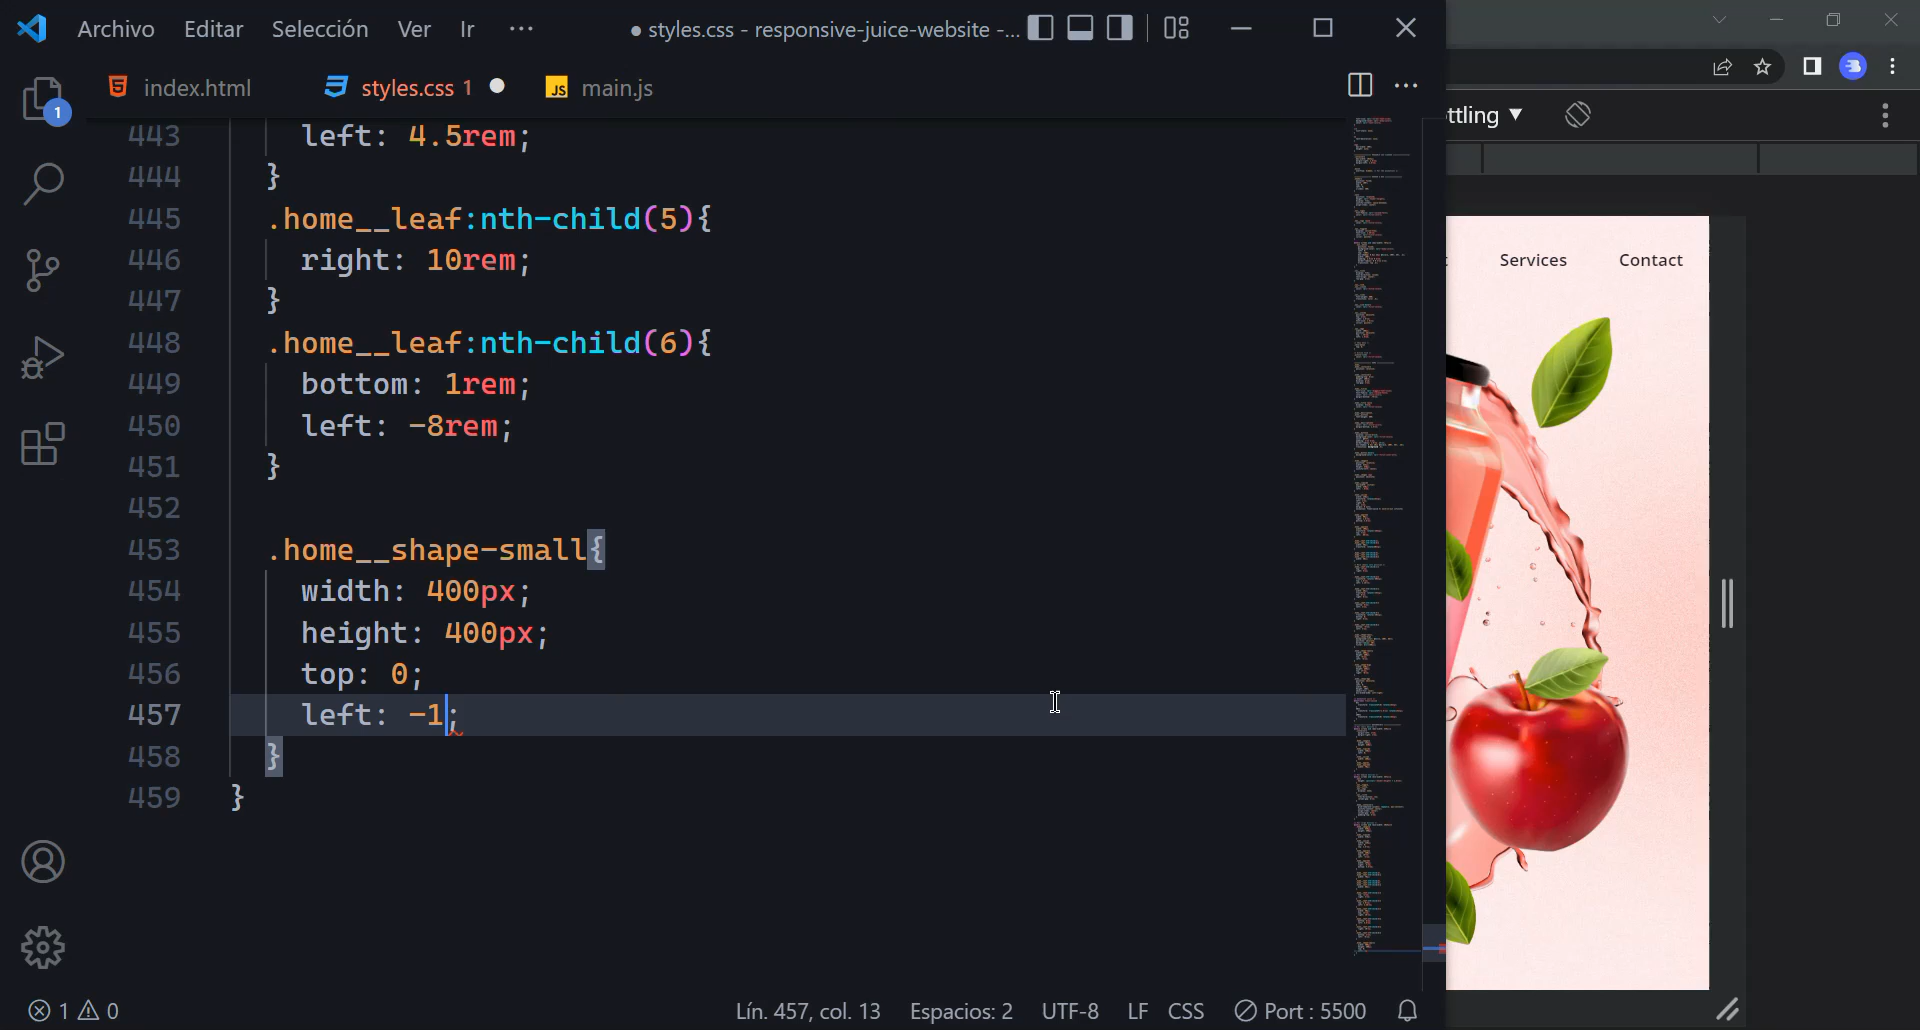 Archivo Editar Selección Ver Ir ···
● styles.css - responsive-juice-website -...
index.html
styles.css 1
JS main.js
443 left: 4.5rem;
444 }
445 .home__leaf:nth-child(5){
446 right: 10rem;
447 }
448 .home__leaf:nth-child(6){
449 bottom: 1rem;
450 left: -8rem;
451 }
452
453 .home__shape-small{
454 width: 400px;
455 height: 400px;
456 top: 0;
457 left: -1;
458 }
459 }
1
1 0
Lín. 457, col. 13 Espacios: 2 UTF-8 LF CSS Port : 5500
ttling ▼
Services Contact